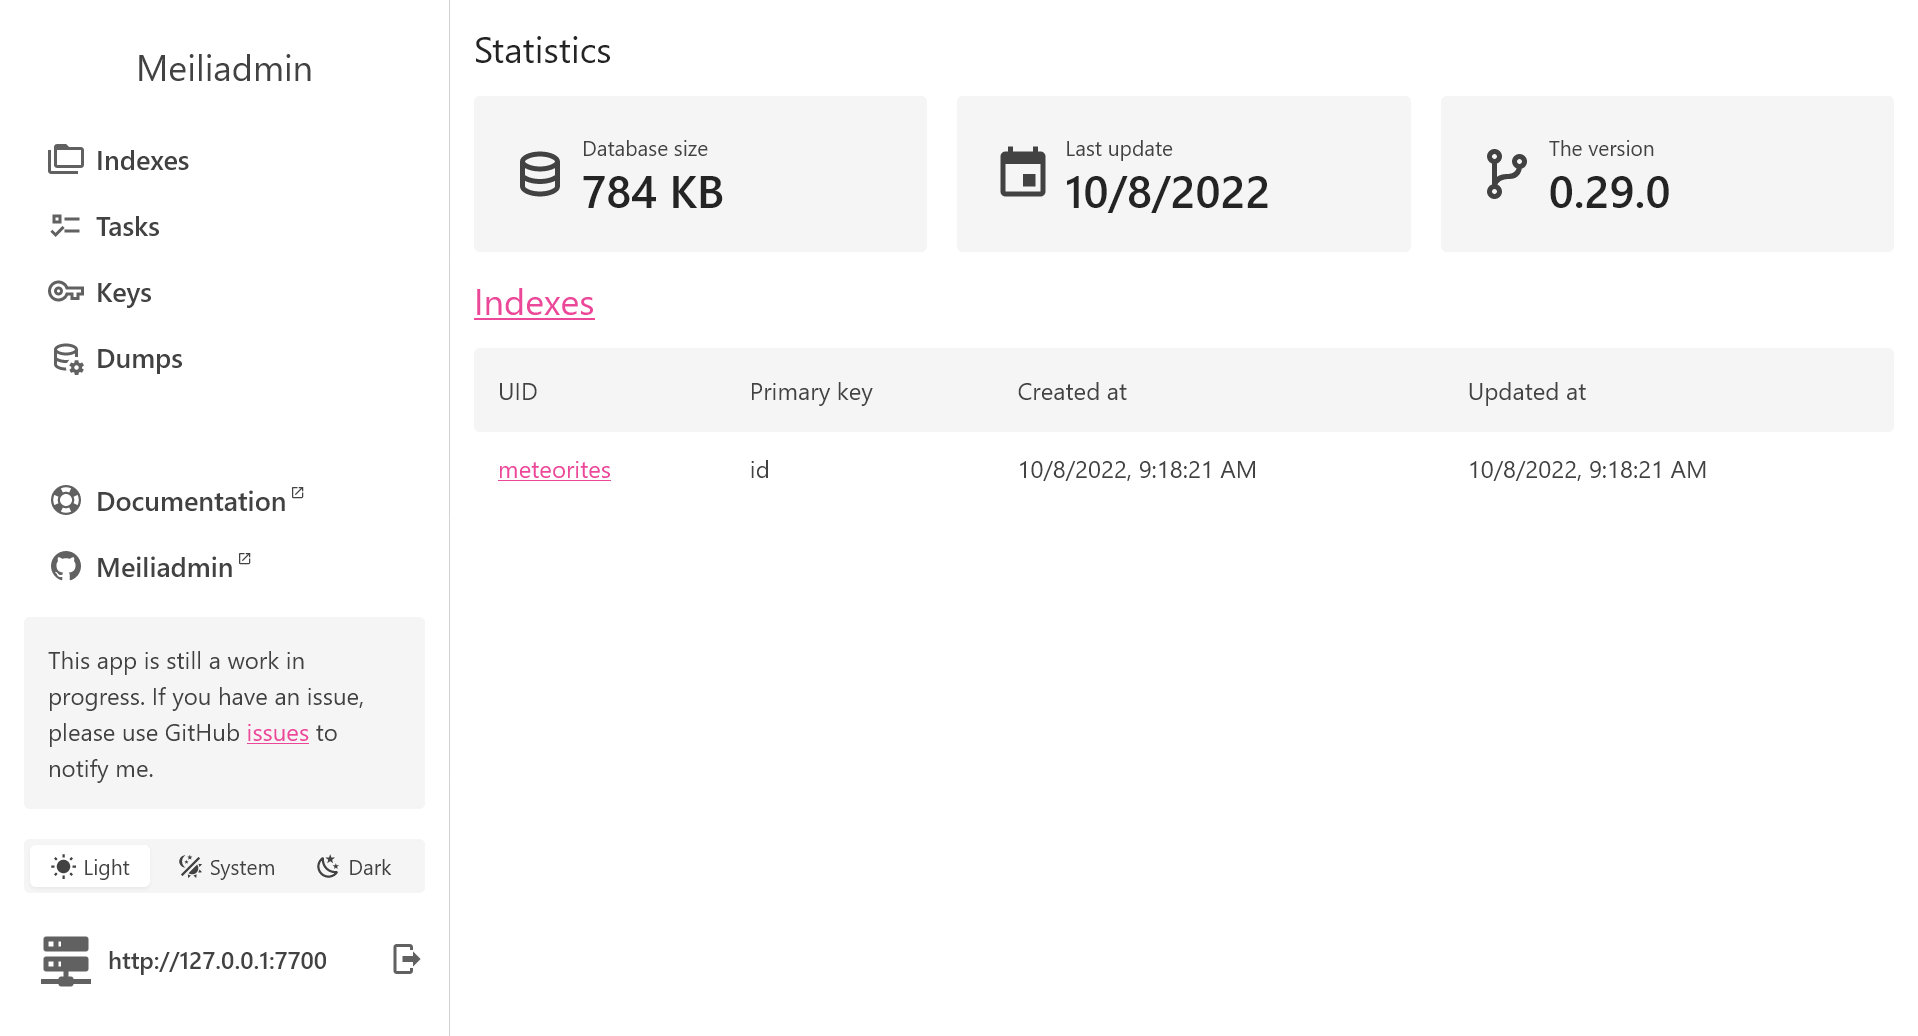 Meiliadmin
Indexes
Tasks
Keys
Dumps
Documentation
Meiliadmin
This app is still a work in
progress. If you have an issue,
please use GitHub issues to
notify me.
Light System Dark
http://127.0.0.1:7700
Statistics
Database size
784 KB
Last update
10/8/2022
The version
0.29.0
Indexes
UID Primary key Created at Updated at
meteorites id 10/8/2022, 9:18:21 AM 10/8/2022, 9:18:21 AM